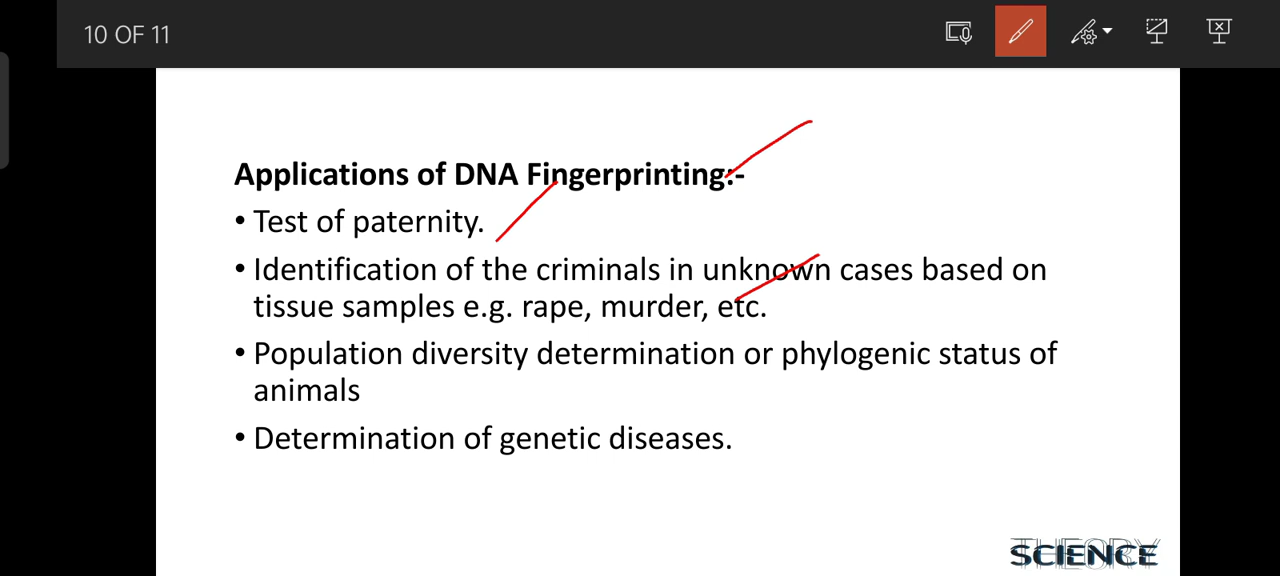 10 OF 11
Applications of DNA Fingerprinting:-
• Test of paternity.
• Identification of the criminals in unknown cases based on
tissue samples e.g. rape, murder, etc.
• Population diversity determination or phylogenic status of
animals
• Determination of genetic diseases.
THEORY
SCIENCE